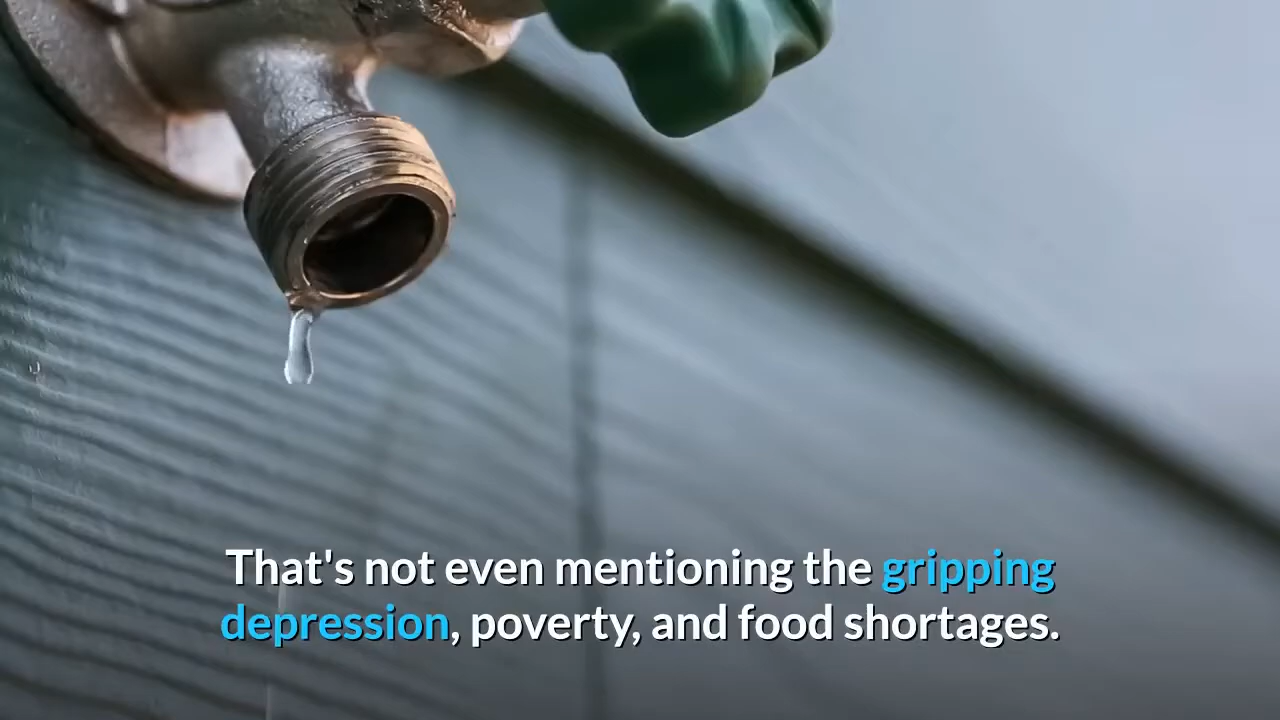 That's not even mentioning the gripping
depression, poverty, and food shortages.